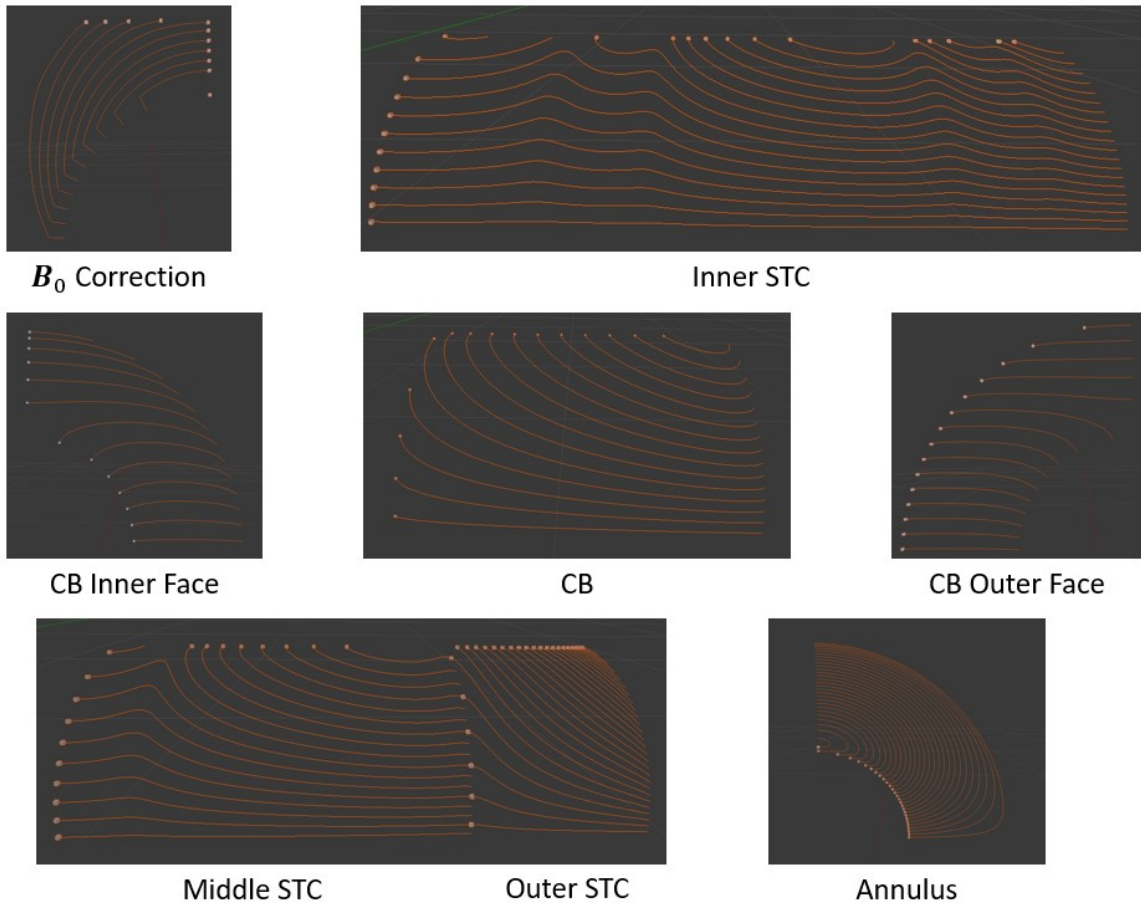 B₀ Correction
Inner STC
CB Inner Face
CB
CB Outer Face
Middle STC
Outer STC
Annulus